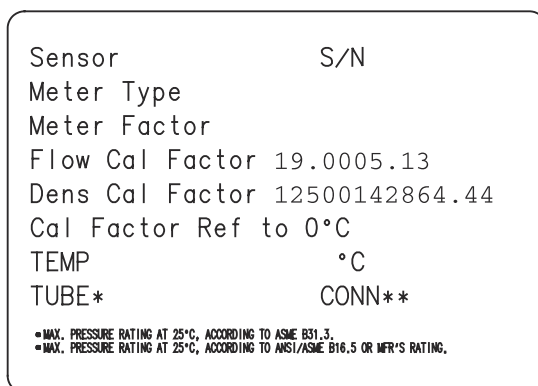 Sensor S/N
Meter Type
Meter Factor
Flow Cal Factor 19.0005.13
Dens Cal Factor 12500142864.44
Cal Factor Ref to 0°C
TEMP °C
TUBE* CONN**
* MAX. PRESSURE RATING AT 25°C, ACCORDING TO ASME B31.3.
* MAX. PRESSURE RATING AT 25°C, ACCORDING TO ANSI/ASME B16.5 OR MFR'S RATING.